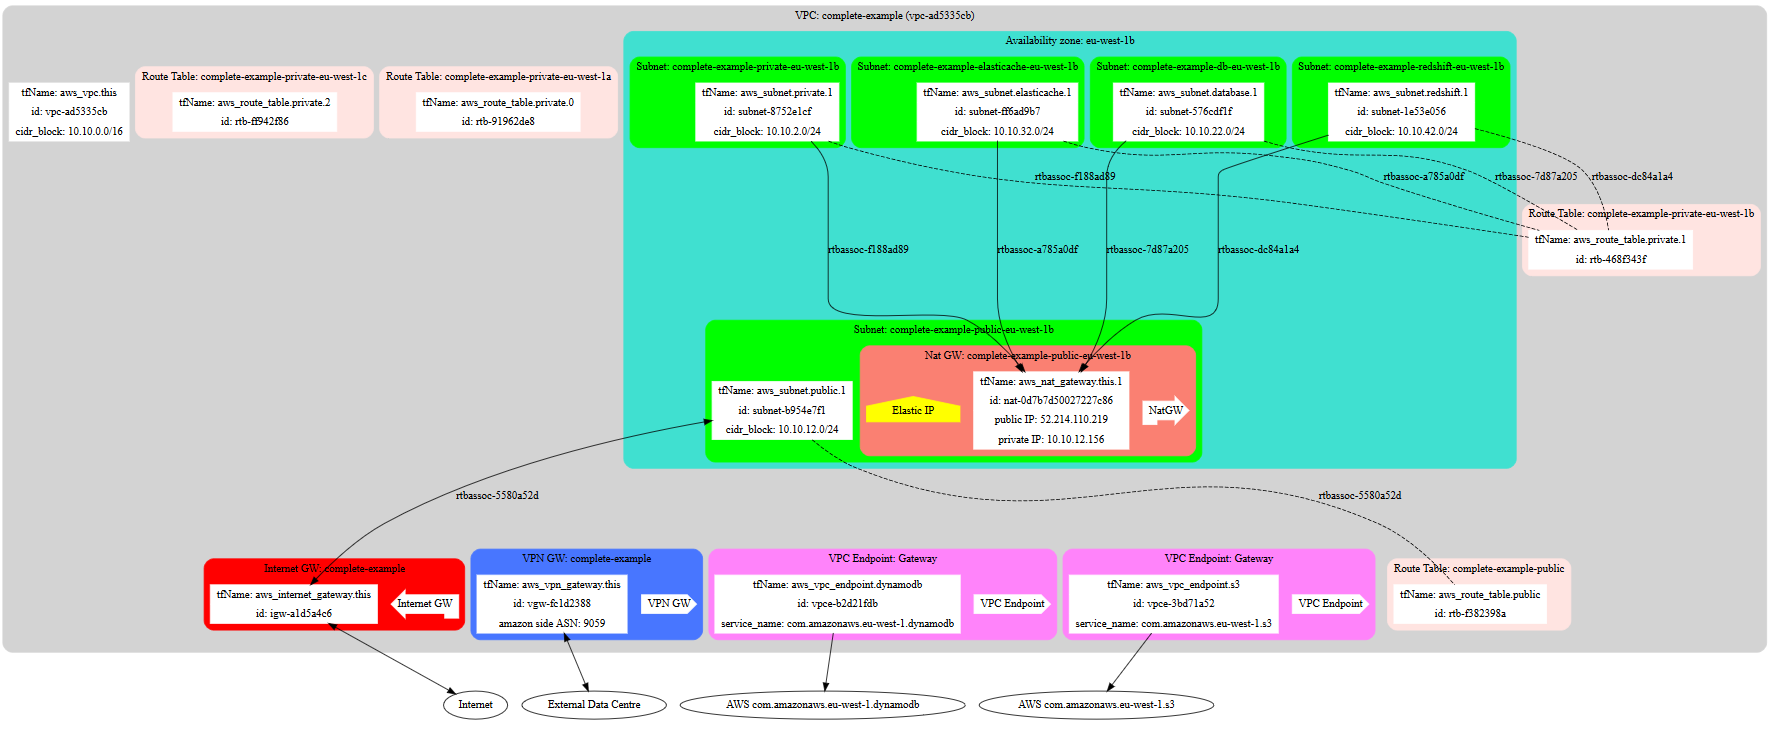 VPC: complete-example (vpc-ad5335cb)
tfName: aws_vpc.this
id: vpc-ad5335cb
cidr_block: 10.10.0.0/16
Route Table: complete-example-private-eu-west-1c
tfName: aws_route_table.private.2
id: rtb-ff942f86
Route Table: complete-example-private-eu-west-1a
tfName: aws_route_table.private.0
id: rtb-91962de8
Availability zone: eu-west-1b
Subnet: complete-example-private-eu-west-1b
tfName: aws_subnet.private.1
id: subnet-8752e1cf
cidr_block: 10.10.2.0/24
Subnet: complete-example-elasticache-eu-west-1b
tfName: aws_subnet.elasticache.1
id: subnet-ff6ad9b7
cidr_block: 10.10.32.0/24
Subnet: complete-example-db-eu-west-1b
tfName: aws_subnet.database.1
id: subnet-576cdf1f
cidr_block: 10.10.22.0/24
Subnet: complete-example-redshift-eu-west-1b
tfName: aws_subnet.redshift.1
id: subnet-1e53e056
cidr_block: 10.10.42.0/24
rtbassoc-f188ad89
rtbassoc-a785a0df
rtbassoc-7d87a205
rtbassoc-dc84a1a4
Route Table: complete-example-private-eu-west-1b
tfName: aws_route_table.private.1
id: rtb-468f343f
rtbassoc-f188ad89
rtbassoc-a785a0df
rtbassoc-7d87a205
rtbassoc-dc84a1a4
Subnet: complete-example-public-eu-west-1b
tfName: aws_subnet.public.1
id: subnet-b954e7f1
cidr_block: 10.10.12.0/24
Nat GW: complete-example-public-eu-west-1b
Elastic IP
tfName: aws_nat_gateway.this.1
id: nat-0d7b7d50027227c86
public IP: 52.214.110.219
private IP: 10.10.12.156
NatGW
rtbassoc-5580a52d
rtbassoc-5580a52d
Internet GW: complete-example
tfName: aws_internet_gateway.this
id: igw-a1d5a4c6
Internet GW
VPN GW: complete-example
tfName: aws_vpn_gateway.this
id: vgw-fc1d2388
amazon side ASN: 9059
VPN GW
VPC Endpoint: Gateway
tfName: aws_vpc_endpoint.dynamodb
id: vpce-b2d21fdb
service_name: com.amazonaws.eu-west-1.dynamodb
VPC Endpoint
VPC Endpoint: Gateway
tfName: aws_vpc_endpoint.s3
id: vpce-3bd71a52
service_name: com.amazonaws.eu-west-1.s3
VPC Endpoint
Route Table: complete-example-public
tfName: aws_route_table.public
id: rtb-f382398a
Internet
External Data Centre
AWS com.amazonaws.eu-west-1.dynamodb
AWS com.amazonaws.eu-west-1.s3